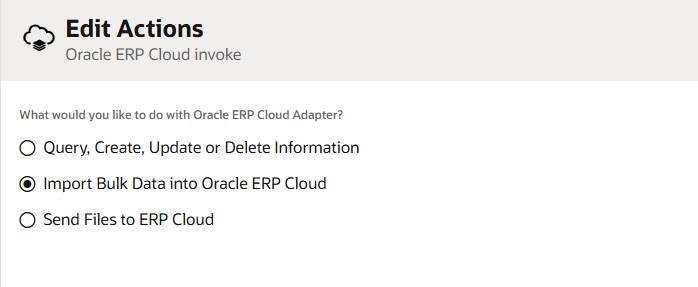 Edit Actions
Oracle ERP Cloud invoke
What would you like to do with Oracle ERP Cloud Adapter?
Query, Create, Update or Delete Information
Import Bulk Data into Oracle ERP Cloud
Send Files to ERP Cloud